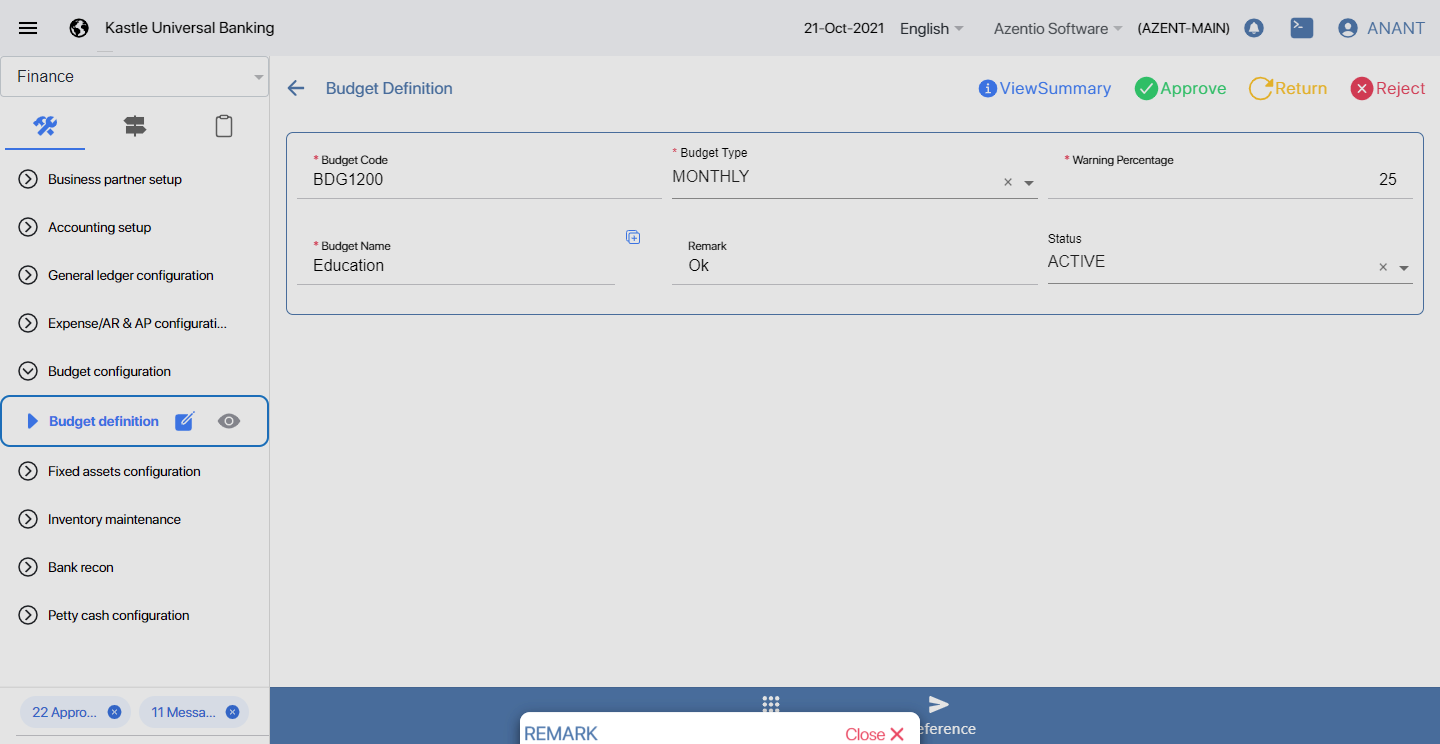 Kastle Universal Banking
21-Oct-2021 English Azentio Software (AZENT-MAIN) ANANT
Finance
Business partner setup
Accounting setup
General ledger configuration
Expense/AR & AP configurati...
Budget configuration
Budget definition
Fixed assets configuration
Inventory maintenance
Bank recon
Petty cash configuration
22 Appro... 11 Messa...
Budget Definition
ViewSummary Approve Return Reject
* Budget Code
BDG1200
* Budget Type
MONTHLY
* Warning Percentage
25
* Budget Name
Education
Remark
Ok
Status
ACTIVE
eference
REMARK Close